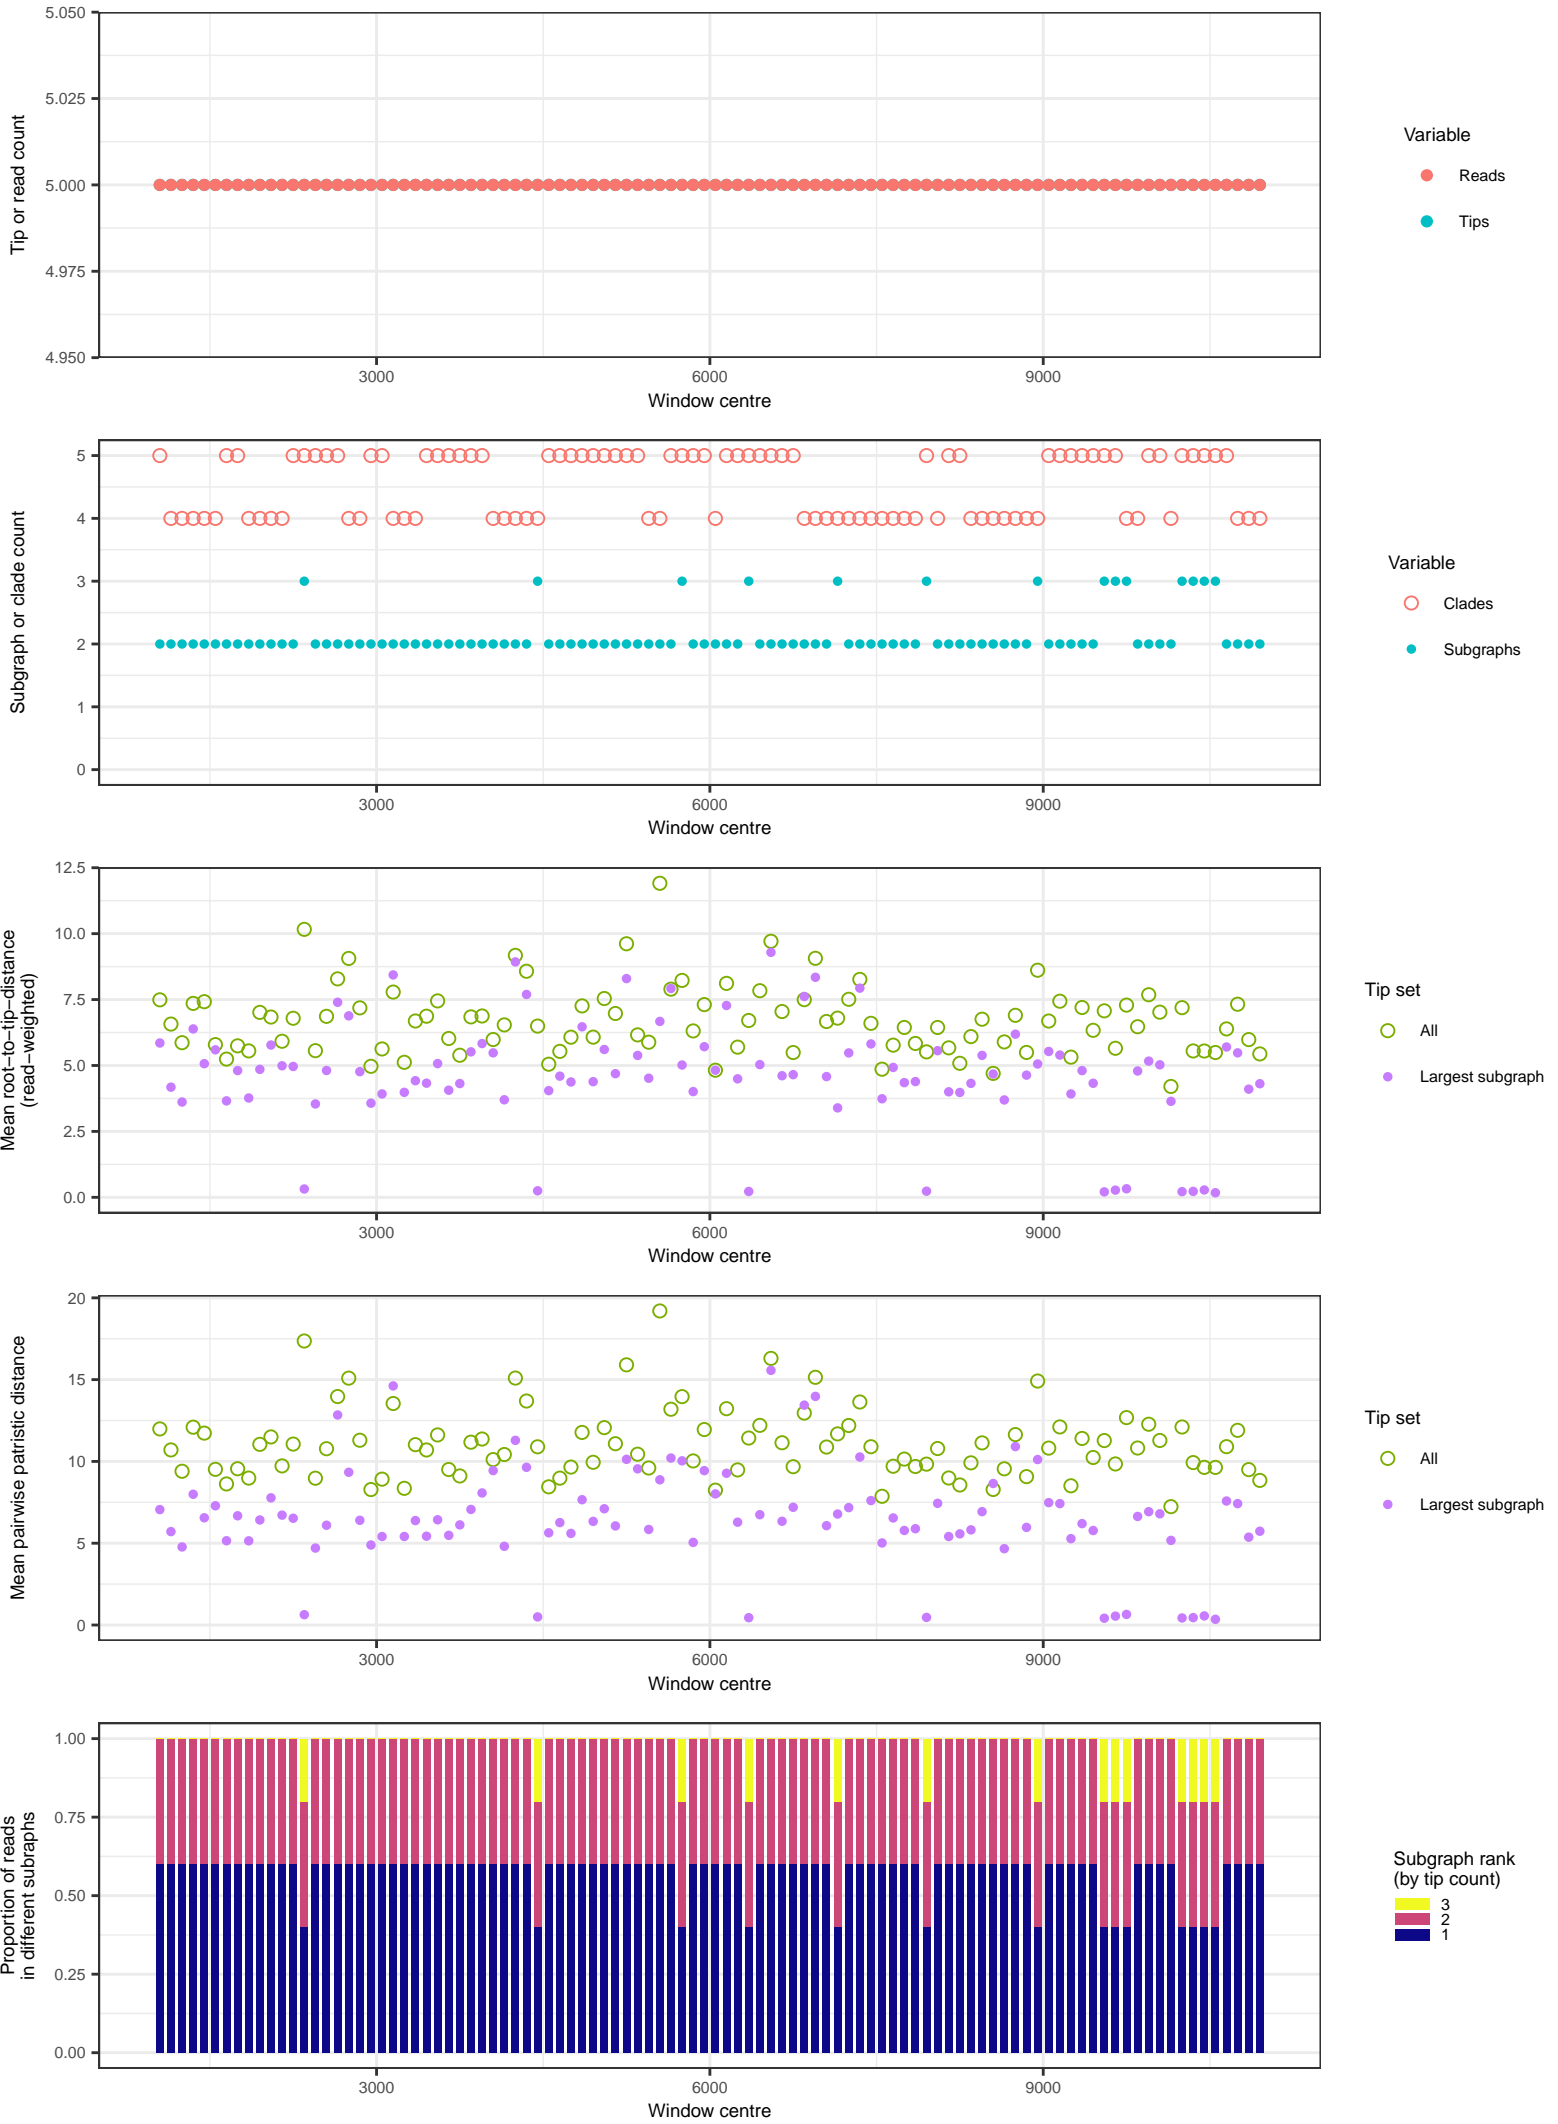 5.050
5.025
5.000
4.975
4.950
Tip or read count
3000
6000
9000
Window centre
Variable
Reads
Tips
5
4
3
2
1
0
Subgraph or clade count
3000
6000
9000
Window centre
Variable
Clades
Subgraphs
12.5
10.0
7.5
5.0
2.5
0.0
Mean root−to−tip−distance
(read−weighted)
3000
6000
9000
Window centre
Tip set
All
Largest subgraph
20
15
10
5
0
Mean pairwise patristic distance
3000
6000
9000
Window centre
Tip set
All
Largest subgraph
1.00
0.75
0.50
0.25
0.00
Proportion of reads
in different subraphs
3000
6000
9000
Window centre
Subgraph rank
(by tip count)
3
2
1